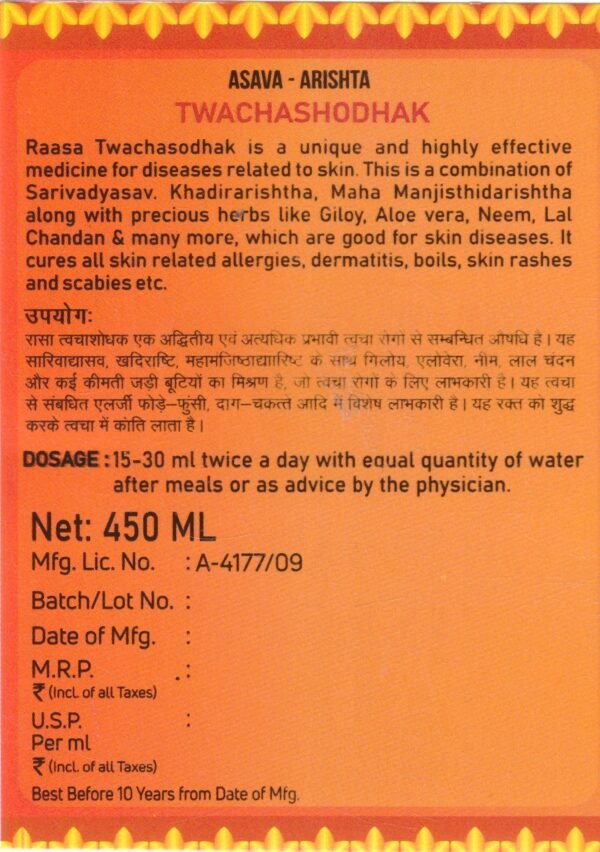 ASAVA - ARISHTA
TWACHASHODHAK
Raasa Twachasodhak is a unique and highly effective
medicine for diseases related to skin. This is a combination of
Sarivadyasav. Khadirarishtha, Maha Manjisthidarishtha
along with precious herbs like Giloy, Aloe vera, Neem, Lal
Chandan & many more, which are good for skin diseases. It
cures all skin related allergies, dermatitis, boils, skin rashes
and scabies etc.
उपयोग:
रासा त्वचाशोधक एक अद्वितीय एवं अत्यधिक प्रभावी त्वचा रोगों से सम्बन्धित औषधि है। यह
सारिवाद्यासव, खदिराष्टि, महामजिष्ठाद्याारिष्ट के साथ गिलोय, एलोवेरा, नीम, लाल चंदन
और कई कीमती जड़ी बूटियों का मिश्रण है, जो त्वचा रोगों के लिए लाभकारी है। यह त्वचा
से संबधित एलर्जी फोड़े–फुंसी, दाग–चकत्ते आदि में विशेष लाभकारी है। यह रक्त को शुद्ध
करके त्वचा में कांति लाता है।
DOSAGE : 15-30 ml twice a day with equal quantity of water
after meals or as advice by the physician.
Net: 450 ML
Mfg. Lic. No. : A-4177/09
Batch/Lot No. :
Date of Mfg. :
M.R.P. :
₹ (Incl. of all Taxes)
U.S.P. :
Per ml
₹ (Incl. of all Taxes)
Best Before 10 Years from Date of Mfg.